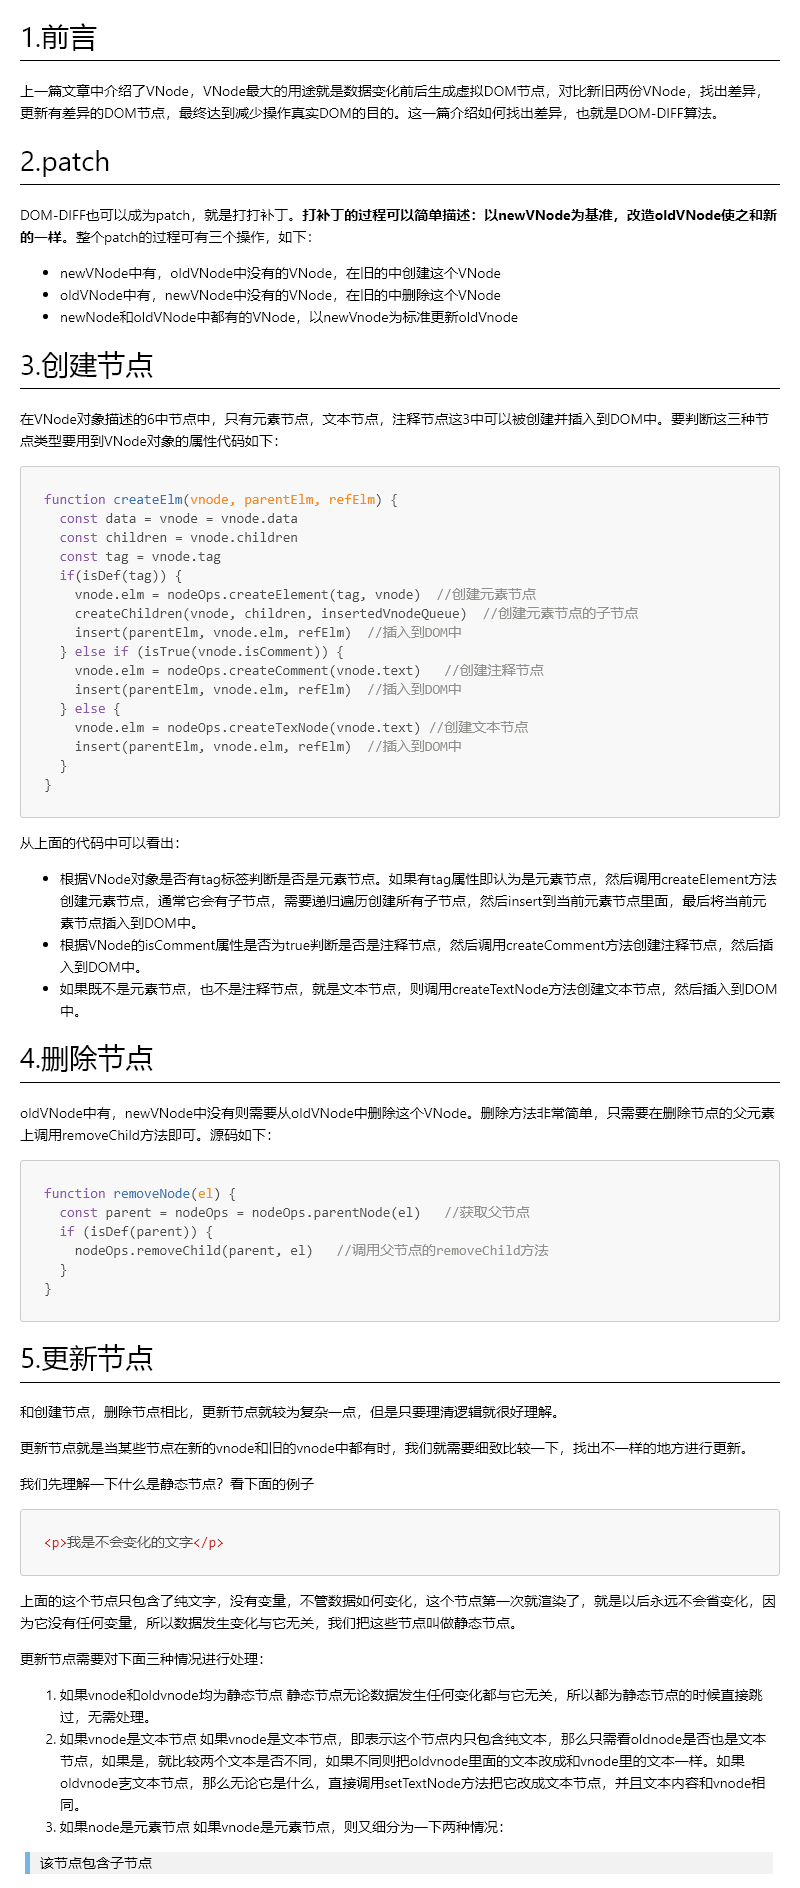 1.前言
上一篇文章中介绍了VNode，VNode最大的用途就是数据变化前后生成虚拟DOM节点，对比新旧两份VNode，找出差异，
更新有差异的DOM节点，最终达到减少操作真实DOM的目的。这一篇介绍如何找出差异，也就是DOM-DIFF算法。
2.patch
DOM-DIFF也可以成为patch，就是打打补丁。打补丁的过程可以简单描述：以newVNode为基准，改造oldVNode使之和新
的一样。整个patch的过程可有三个操作，如下：
• newVNode中有，oldVNode中没有的VNode，在旧的中创建这个VNode
• oldVNode中有，newVNode中没有的VNode，在旧的中删除这个VNode
• newNode和oldVNode中都有的VNode，以newVnode为标准更新oldVnode
3.创建节点
在VNode对象描述的6中节点中，只有元素节点，文本节点，注释节点这3中可以被创建并插入到DOM中。要判断这三种节
点类型要用到VNode对象的属性代码如下：
function createElm(vnode, parentElm, refElm) {
  const data = vnode = vnode.data
  const children = vnode.children
  const tag = vnode.tag
  if(isDef(tag)) {
    vnode.elm = nodeOps.createElement(tag, vnode)  //创建元素节点
    createChildren(vnode, children, insertedVnodeQueue)  //创建元素节点的子节点
    insert(parentElm, vnode.elm, refElm)  //插入到DOM中
  } else if (isTrue(vnode.isComment)) {
    vnode.elm = nodeOps.createComment(vnode.text)   //创建注释节点
    insert(parentElm, vnode.elm, refElm)  //插入到DOM中
  } else {
    vnode.elm = nodeOps.createTexNode(vnode.text) //创建文本节点
    insert(parentElm, vnode.elm, refElm)  //插入到DOM中
  }
}
从上面的代码中可以看出：
• 根据VNode对象是否有tag标签判断是否是元素节点。如果有tag属性即认为是元素节点，然后调用createElement方法
创建元素节点，通常它会有子节点，需要递归遍历创建所有子节点，然后insert到当前元素节点里面，最后将当前元
素节点插入到DOM中。
• 根据VNode的isComment属性是否为true判断是否是注释节点，然后调用createComment方法创建注释节点，然后插
入到DOM中。
• 如果既不是元素节点，也不是注释节点，就是文本节点，则调用createTextNode方法创建文本节点，然后插入到DOM
中。
4.删除节点
oldVNode中有，newVNode中没有则需要从oldVNode中删除这个VNode。删除方法非常简单，只需要在删除节点的父元素
上调用removeChild方法即可。源码如下：
function removeNode(el) {
  const parent = nodeOps = nodeOps.parentNode(el)   //获取父节点
  if (isDef(parent)) {
    nodeOps.removeChild(parent, el)   //调用父节点的removeChild方法
  }
}
5.更新节点
和创建节点，删除节点相比，更新节点就较为复杂一点，但是只要理清逻辑就很好理解。
更新节点就是当某些节点在新的vnode和旧的vnode中都有时，我们就需要细致比较一下，找出不一样的地方进行更新。
我们先理解一下什么是静态节点？看下面的例子
<p>我是不会变化的文字</p>
上面的这个节点只包含了纯文字，没有变量，不管数据如何变化，这个节点第一次就渲染了，就是以后永远不会省变化，因
为它没有任何变量，所以数据发生变化与它无关，我们把这些节点叫做静态节点。
更新节点需要对下面三种情况进行处理：
1. 如果vnode和oldvnode均为静态节点 静态节点无论数据发生任何变化都与它无关，所以都为静态节点的时候直接跳
过，无需处理。
2. 如果vnode是文本节点 如果vnode是文本节点，即表示这个节点内只包含纯文本，那么只需看oldnode是否也是文本
节点，如果是，就比较两个文本是否不同，如果不同则把oldvnode里面的文本改成和vnode里的文本一样。如果
oldvnode艺文本节点，那么无论它是什么，直接调用setTextNode方法把它改成文本节点，并且文本内容和vnode相
同。
3. 如果node是元素节点 如果vnode是元素节点，则又细分为一下两种情况：
该节点包含子节点